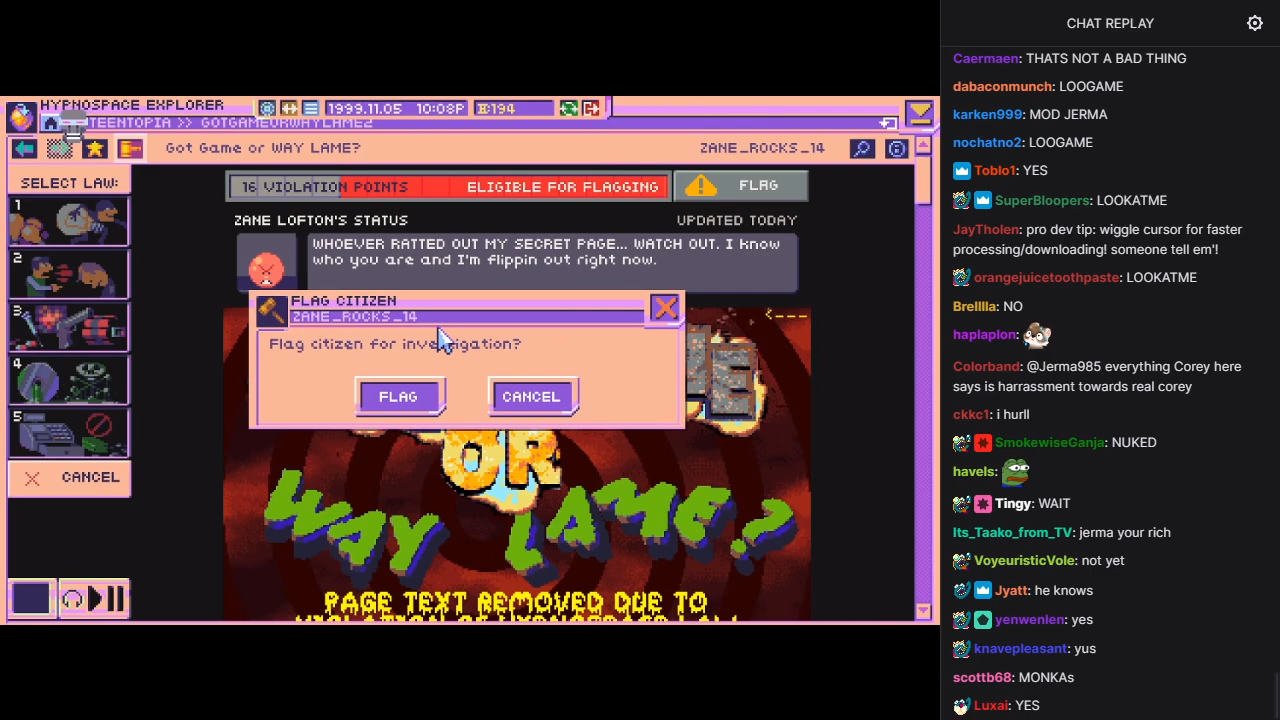 HYPNOSPACE EXPLORER
1999.11.05 10:08P
194
TEENTOPIA >> GOTGAMEORWAYLAME2
Got Game or WAY LAME?
ZANE_ROCKS_14
SELECT LAW:
1
2
3
4
5
CANCEL
16 VIOLATION POINTS
ELIGIBLE FOR FLAGGING
FLAG
ZANE LOFTON'S STATUS
UPDATED TODAY
WHOEVER RATTED OUT MY SECRET PAGE... WATCH OUT. I know
who you are and I'm flippin out right now.
FLAG CITIZEN
ZANE_ROCKS_14
Flag citizen for investigation?
FLAG
CANCEL
<---
OR
WAY LAME?
PAGE TEXT REMOVED DUE TO
VIOLATION OF HYPNOSPACE LAW
CHAT REPLAY
Caermaen: THATS NOT A BAD THING
dabaconmunch: LOOGAME
karken999: MOD JERMA
nochatno2: LOOGAME
Toblo1: YES
SuperBloopers: LOOKATME
JayTholen: pro dev tip: wiggle cursor for faster
processing/downloading! someone tell em'!
orangejuicetoothpaste: LOOKATME
Brelllla: NO
haplaplon:
Colorband: @Jerma985 everything Corey here
says is harrassment towards real corey
ckkc1: i hurll
SmokewiseGanja: NUKED
havels:
Tingy: WAIT
Its_Taako_from_TV: jerma your rich
VoyeuristicVole: not yet
Jyatt: he knows
yenwenlen: yes
knavepleasant: yus
scottb68: MONKAs
Luxai: YES